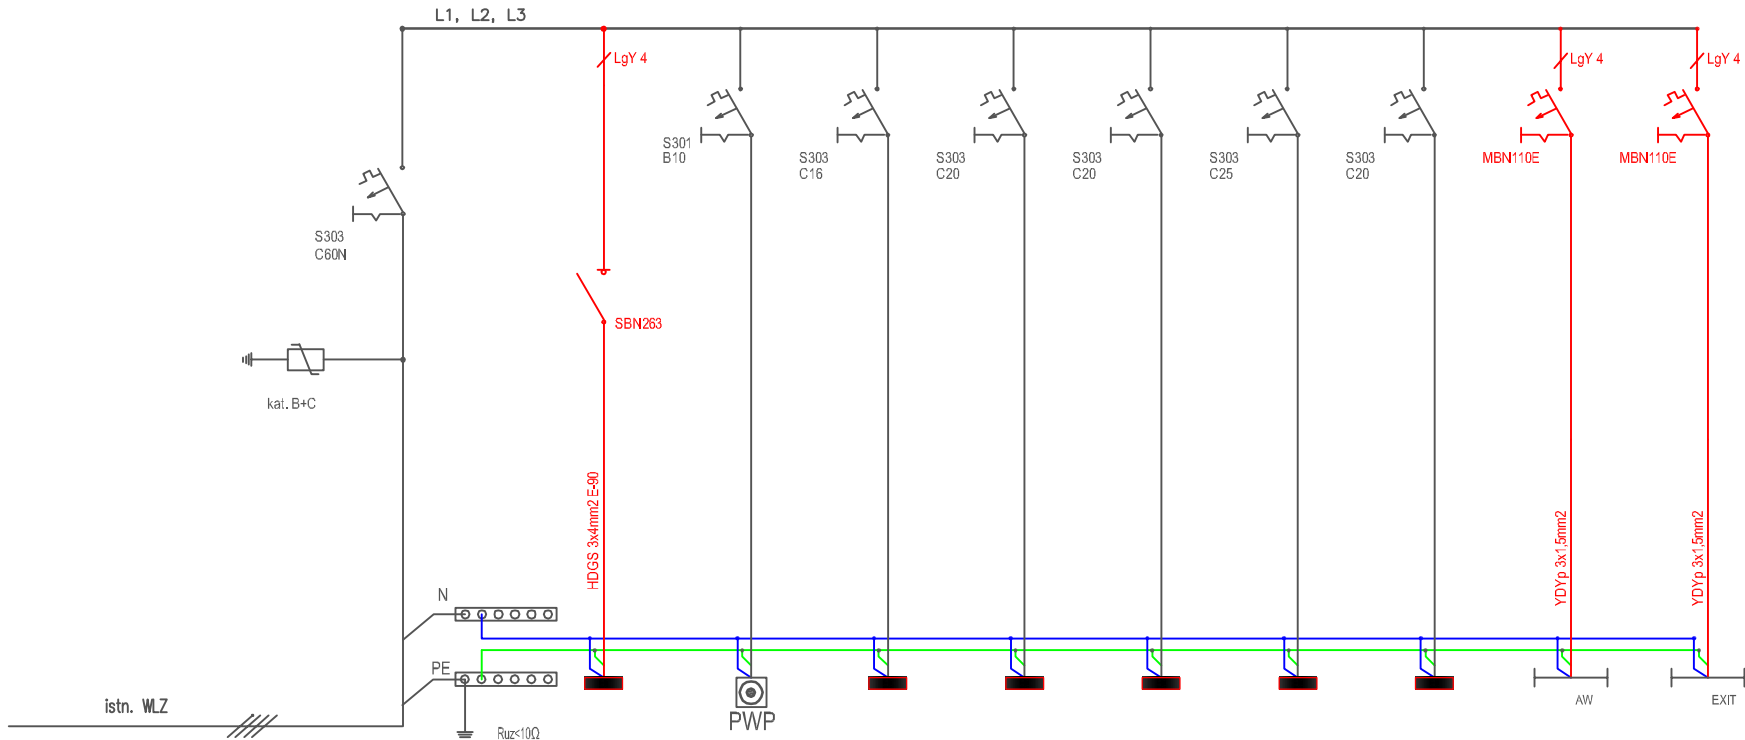 L1, L2, L3
LgY 4
LgY 4
LgY 4
S301
B10
S303
C16
S303
C20
S303
C20
S303
C25
S303
C20
MBN110E
MBN110E
S303
C60N
SBN263
kat. B+C
HDGS 3x4mm2 E-90
YDYp 3x1,5mm2
YDYp 3x1,5mm2
N
PE
istn. WLZ
Ruz<10Ω
PWP
AW
EXIT